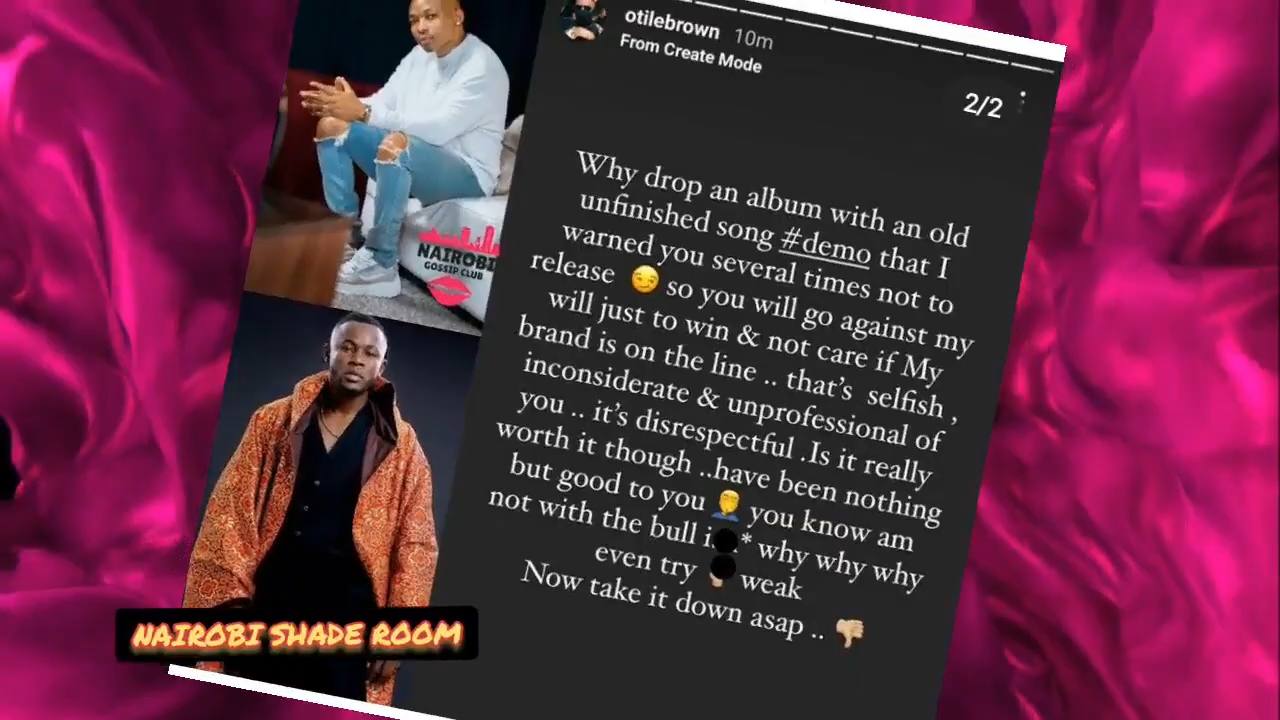 otilebrown 10m
From Create Mode
2/2
Why drop an album with an old
unfinished song #demo that I
warned you several times not to
release 😏 so you will go against my
will just to win & not care if My
brand is on the line .. that's selfish ,
inconsiderate & unprofessional of
you .. it's disrespectful .Is it really
worth it though ..have been nothing
but good to you 🤦‍♂️ you know am
not with the bull i * why why why
even try weak
Now take it down asap .. 👎🏼
NAIROBI
GOSSIP CLUB
NAIROBI SHADE ROOM